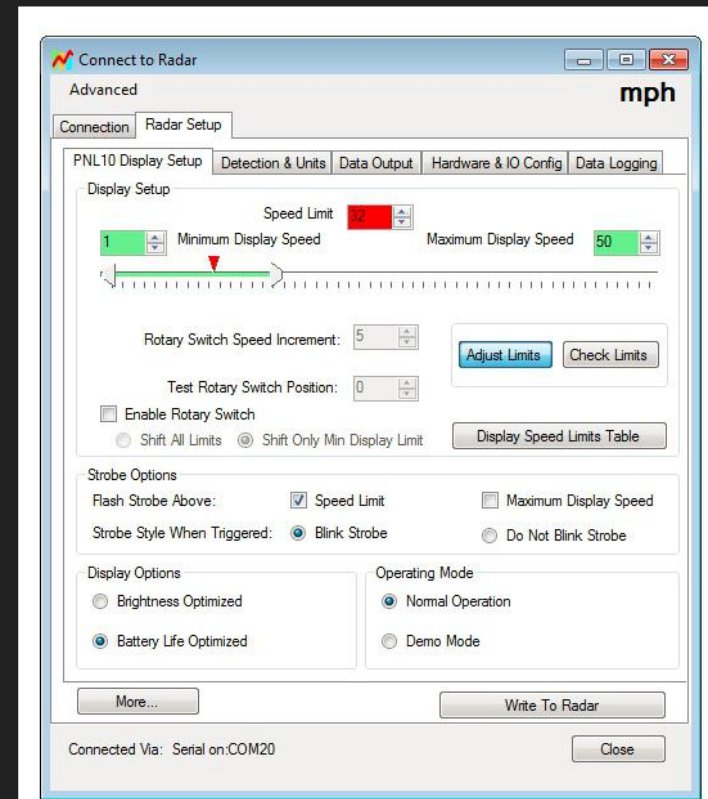 Connect to Radar
Advanced
mph
Connection Radar Setup
PNL10 Display Setup Detection & Units Data Output Hardware & IO Config Data Logging
Display Setup
Speed Limit 32
1 Minimum Display Speed Maximum Display Speed 50
Rotary Switch Speed Increment: 5
Adjust Limits Check Limits
Test Rotary Switch Position: 0
Enable Rotary Switch
Shift All Limits Shift Only Min Display Limit Display Speed Limits Table
Strobe Options
Flash Strobe Above: Speed Limit Maximum Display Speed
Strobe Style When Triggered: Blink Strobe Do Not Blink Strobe
Display Options Operating Mode
Brightness Optimized Normal Operation
Battery Life Optimized Demo Mode
More... Write To Radar
Connected Via: Serial on:COM20 Close